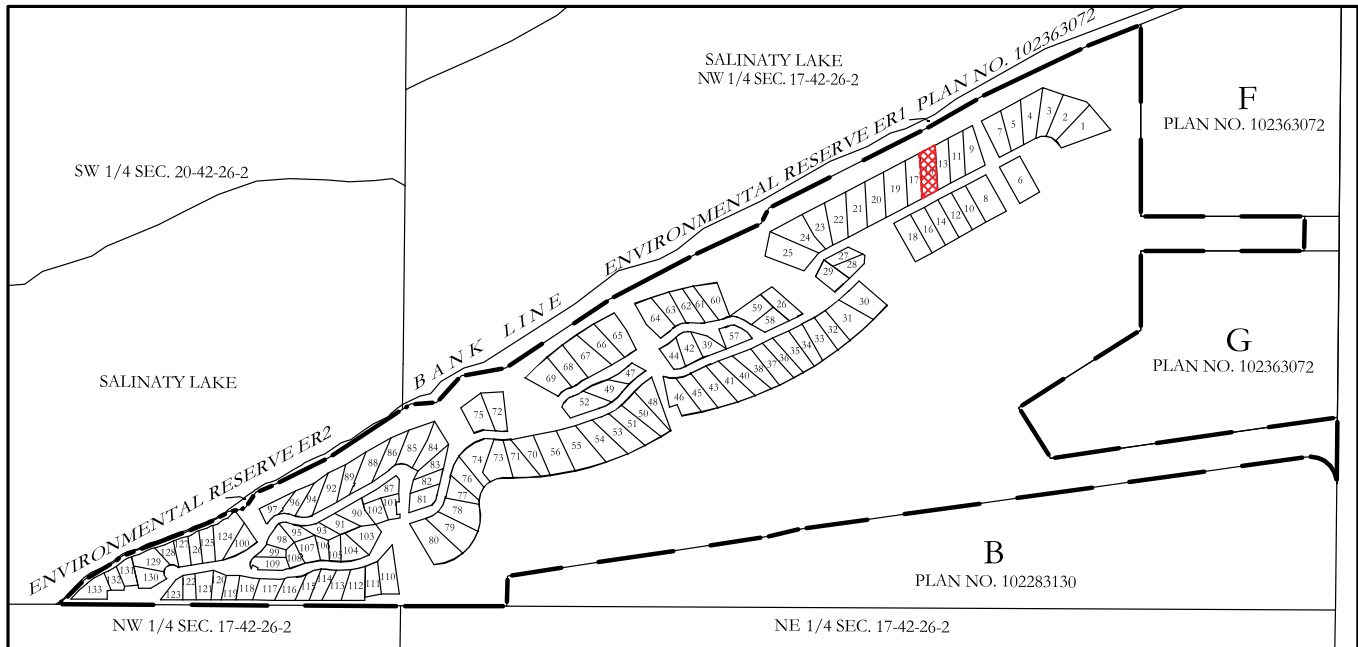 SALINATY LAKE
NW 1/4 SEC. 17-42-26-2
SW 1/4 SEC. 20-42-26-2
SALINATY LAKE
ENVIRONMENTAL RESERVE ER1 PLAN NO. 102363072
BANK LINE
ENVIRONMENTAL RESERVE ER2
F
PLAN NO. 102363072
G
PLAN NO. 102363072
B
PLAN NO. 102283130
NW 1/4 SEC. 17-42-26-2
NE 1/4 SEC. 17-42-26-2
7 5 4 3 2 1
25 24 23 22 21 20 19 17 13 11 9
18 16 14 12 10 8 6
29 27 28
64 63 62 61 60 59 26 58
44 42 39 57
46 45 43 41 40 38 37 36 35 34 33 32 31 30
69 68 67 66 65
52 49 47
75 72
74 73 71 70 56 55 54 53 51 50 48
97 96 94 92 89 88 86 85 84 83 82 81
77 78 79 80
98 95 93 91 90 102 101 87
99 109 108 107 106 105 104 103
133 132 131 130 129 128 127 126 125 124 100
123 122 121 120 119 118 117 116 115 114 113 112 111 110